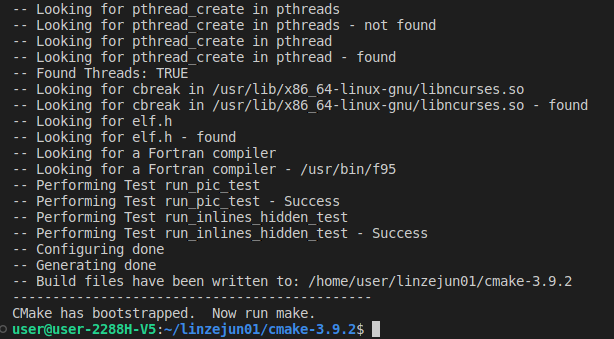 -- Looking for pthread_create in pthreads
-- Looking for pthread_create in pthreads - not found
-- Looking for pthread_create in pthread
-- Looking for pthread_create in pthread - found
-- Found Threads: TRUE
-- Looking for cbreak in /usr/lib/x86_64-linux-gnu/libncurses.so
-- Looking for cbreak in /usr/lib/x86_64-linux-gnu/libncurses.so - found
-- Looking for elf.h
-- Looking for elf.h - found
-- Looking for a Fortran compiler
-- Looking for a Fortran compiler - /usr/bin/f95
-- Performing Test run_pic_test
-- Performing Test run_pic_test - Success
-- Performing Test run_inlines_hidden_test
-- Performing Test run_inlines_hidden_test - Success
-- Configuring done
-- Generating done
-- Build files have been written to: /home/user/linzejun01/cmake-3.9.2
---------------------------------------------
CMake has bootstrapped.  Now run make.
user@user-2288H-V5:~/linzejun01/cmake-3.9.2$